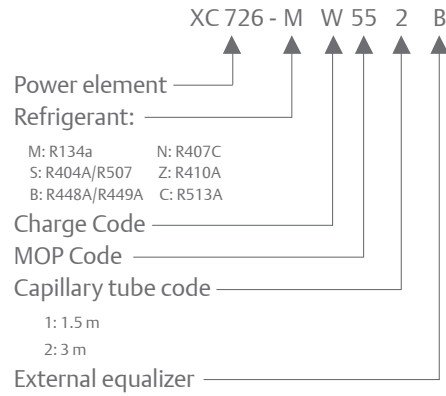 XC 726 - M W 55 2 B
Power element
Refrigerant:
M: R134a N: R407C
S: R404A/R507 Z: R410A
B: R448A/R449A C: R513A
Charge Code
MOP Code
Capillary tube code
1: 1.5 m
2: 3 m
External equalizer